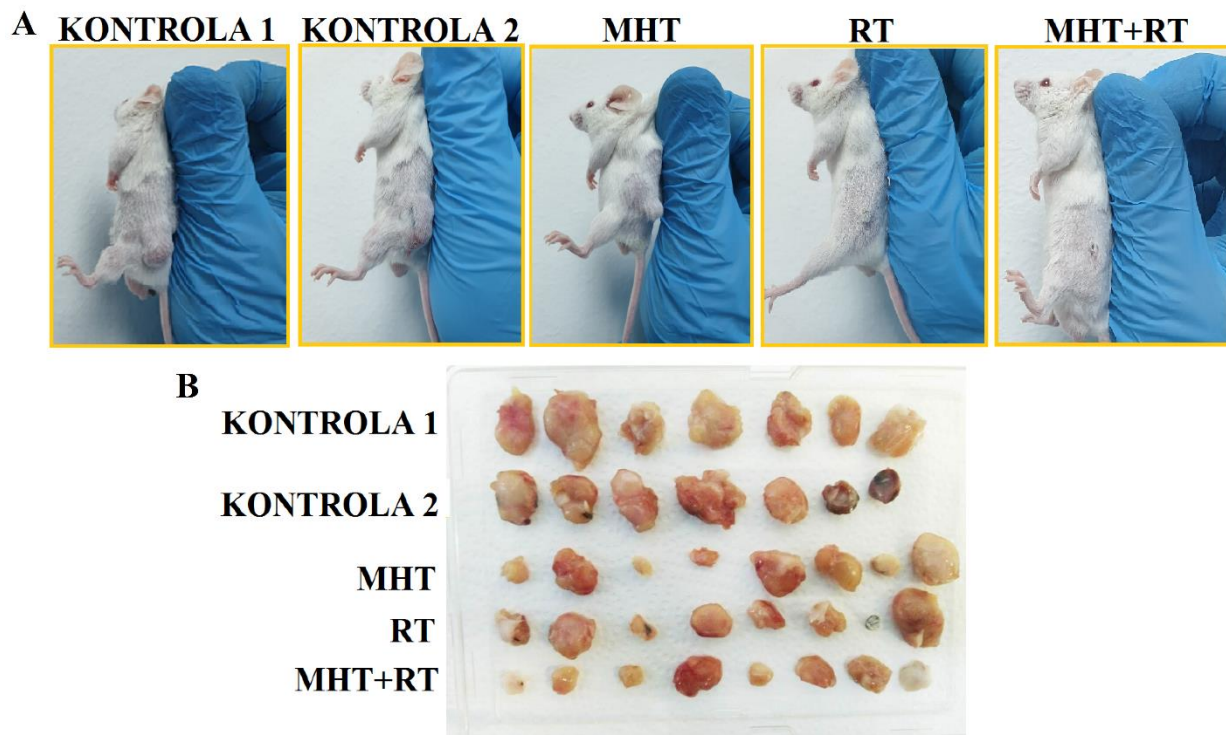 A
KONTROLA 1 KONTROLA 2 MHT RT MHT+RT
B
KONTROLA 1
KONTROLA 2
MHT
RT
MHT+RT